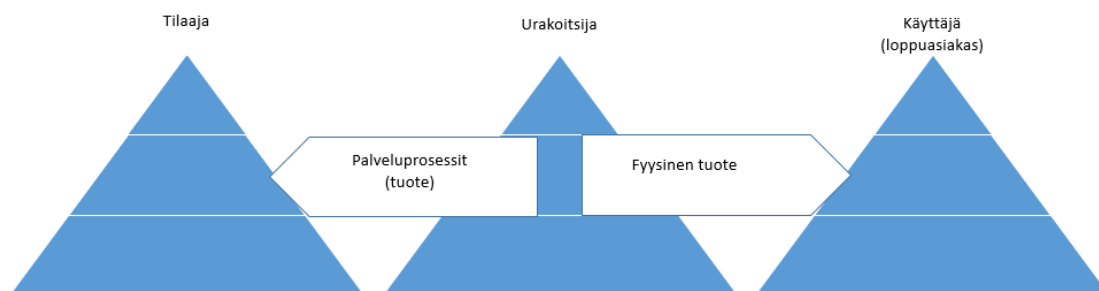 Tilaaja
Urakoitsija
Käyttäjä
(loppuasiakas)
Palveluprosessit
(tuote)
Fyysinen tuote